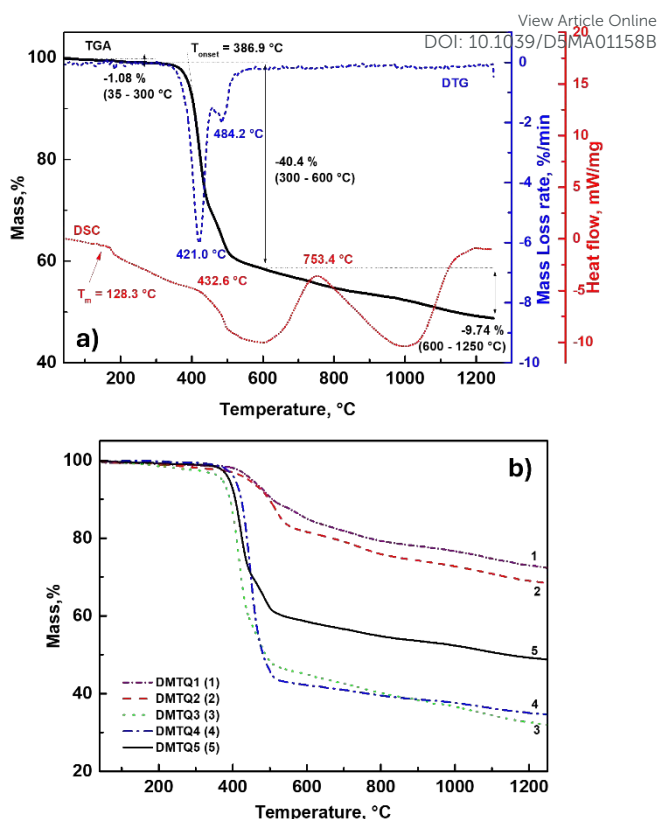 View Article Online
DOI: 10.1039/D5MA01158B
TGA
T_onset = 386.9 °C
-1.08 %
(35 - 300 °C)
DTG
484.2 °C
-40.4 %
(300 - 600 °C)
DSC
421.0 °C
753.4 °C
T_m = 128.3 °C
432.6 °C
-9.74 %
(600 - 1250 °C)
a)
100
80
60
40
Mass,%
200 400 600 800 1000 1200
Temperature, °C
0
-2
-4
-6
-8
-10
Mass Loss rate, %/min
20
15
10
5
0
-5
-10
Heat flow, mW/mg
b)
100
80
60
40
20
Mass,%
1
2
5
4
3
DMTQ1 (1)
DMTQ2 (2)
DMTQ3 (3)
DMTQ4 (4)
DMTQ5 (5)
200 400 600 800 1000 1200
Temperature, °C